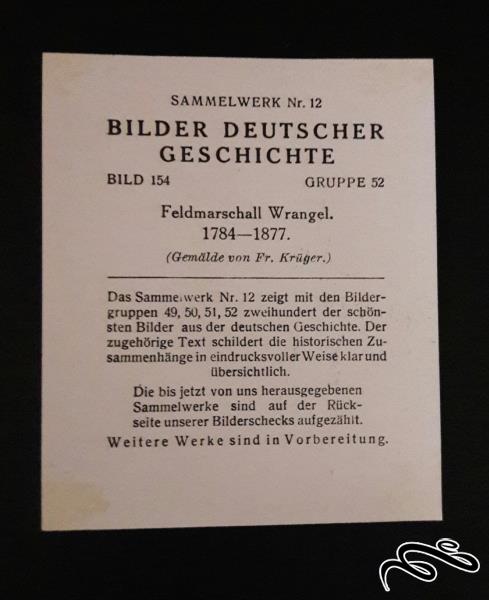 SAMMELWERK Nr. 12
BILDER DEUTSCHER
GESCHICHTE
BILD 154 GRUPPE 52
Feldmarschall Wrangel.
1784—1877.
(Gemälde von Fr. Krüger.)
Das Sammelwerk Nr. 12 zeigt mit den Bilder-
gruppen 49, 50, 51, 52 zweihundert der schön-
sten Bilder aus der deutschen Geschichte. Der
zugehörige Text schildert die historischen Zu-
sammenhänge in eindrucksvoller Weise klar und
übersichtlich.
Die bis jetzt von uns herausgegebenen
Sammelwerke sind auf der Rück-
seite unserer Bilderschecks aufgezählt.
Weitere Werke sind in Vorbereitung.